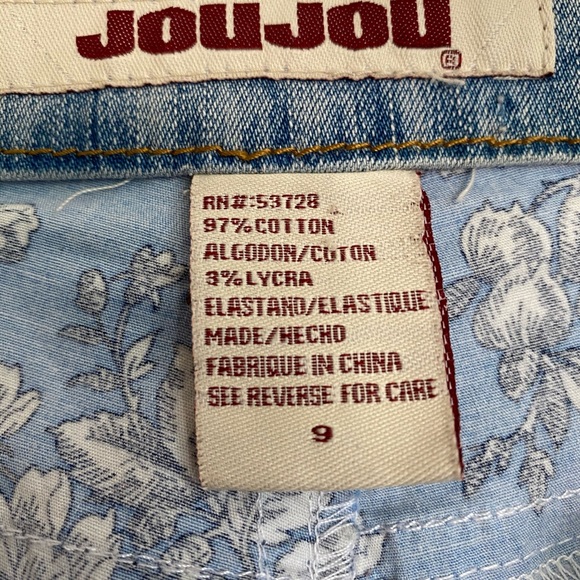 JOUJOU®
RN#:53728
97% COTTON
ALGODON/COTON
3% LYCRA
ELASTANO/ELASTIQUE
MADE/HECHO
FABRIQUE IN CHINA
SEE REVERSE FOR CARE
9